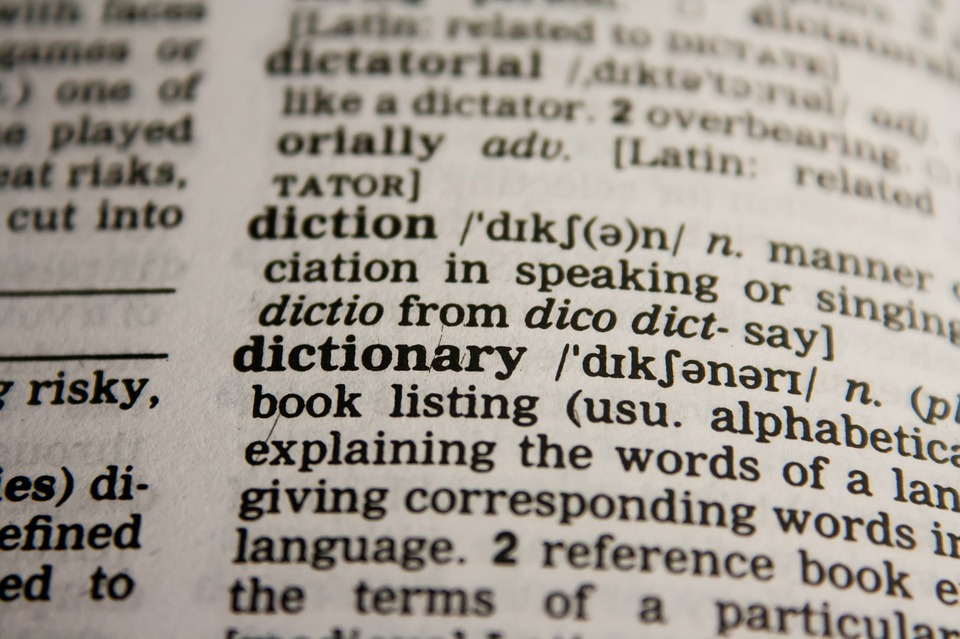 with faces
games or
.) one of
played
eat risks,
cut into
risky,
ies) di-
efined
ed to
[Latin: related to DICTATE]
dictatorial /ˌdɪktəˈtɔːrɪəl/ adj.
like a dictator. 2 overbearing.
orially adv. [Latin: related
TATOR]
diction /ˈdɪkʃ(ə)n/ n. manner
ciation in speaking or singing
dictio from dico dict- say]
dictionary /ˈdɪkʃənərɪ/ n. (pl
book listing (usu. alphabetica
explaining the words of a lan
giving corresponding words in
language. 2 reference book e
the terms of a particular